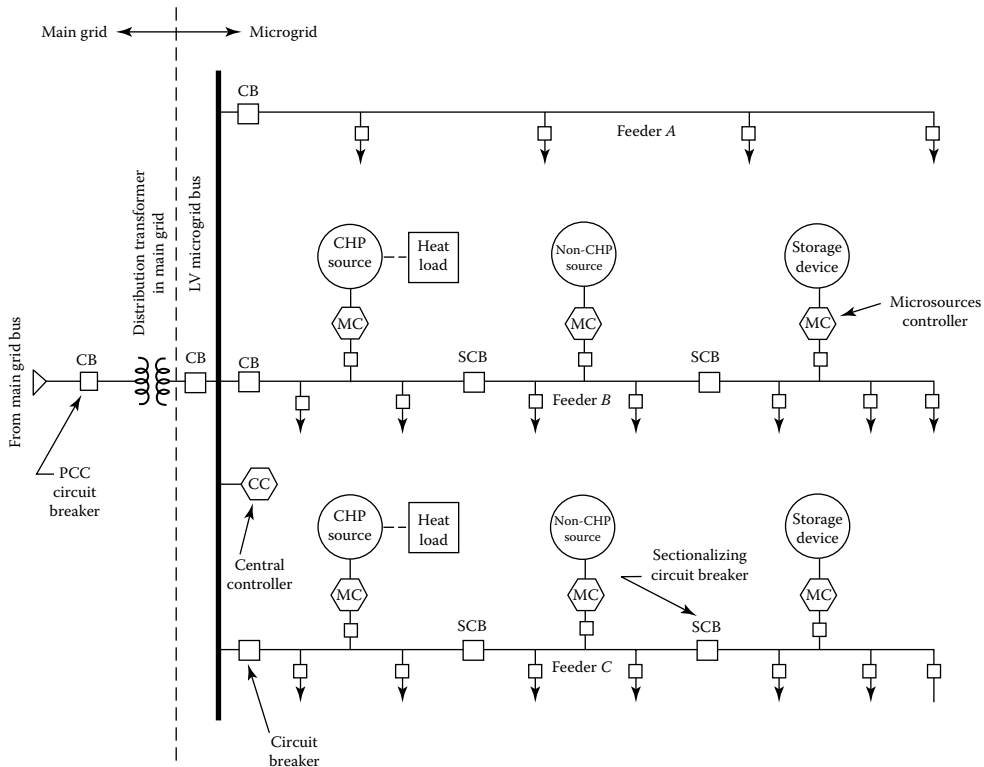 Main grid
Microgrid
CB
Feeder A
Distribution transformer
in main grid
LV microgrid bus
CHP
source
Heat
load
Non-CHP
source
Storage
device
MC
MC
MC
Microsources
controller
From main grid bus
CB
CB
CB
SCB
SCB
Feeder B
PCC
circuit
breaker
CC
Central
controller
CHP
source
Heat
load
Non-CHP
source
Storage
device
Sectionalizing
circuit breaker
MC
MC
MC
SCB
SCB
Feeder C
Circuit
breaker